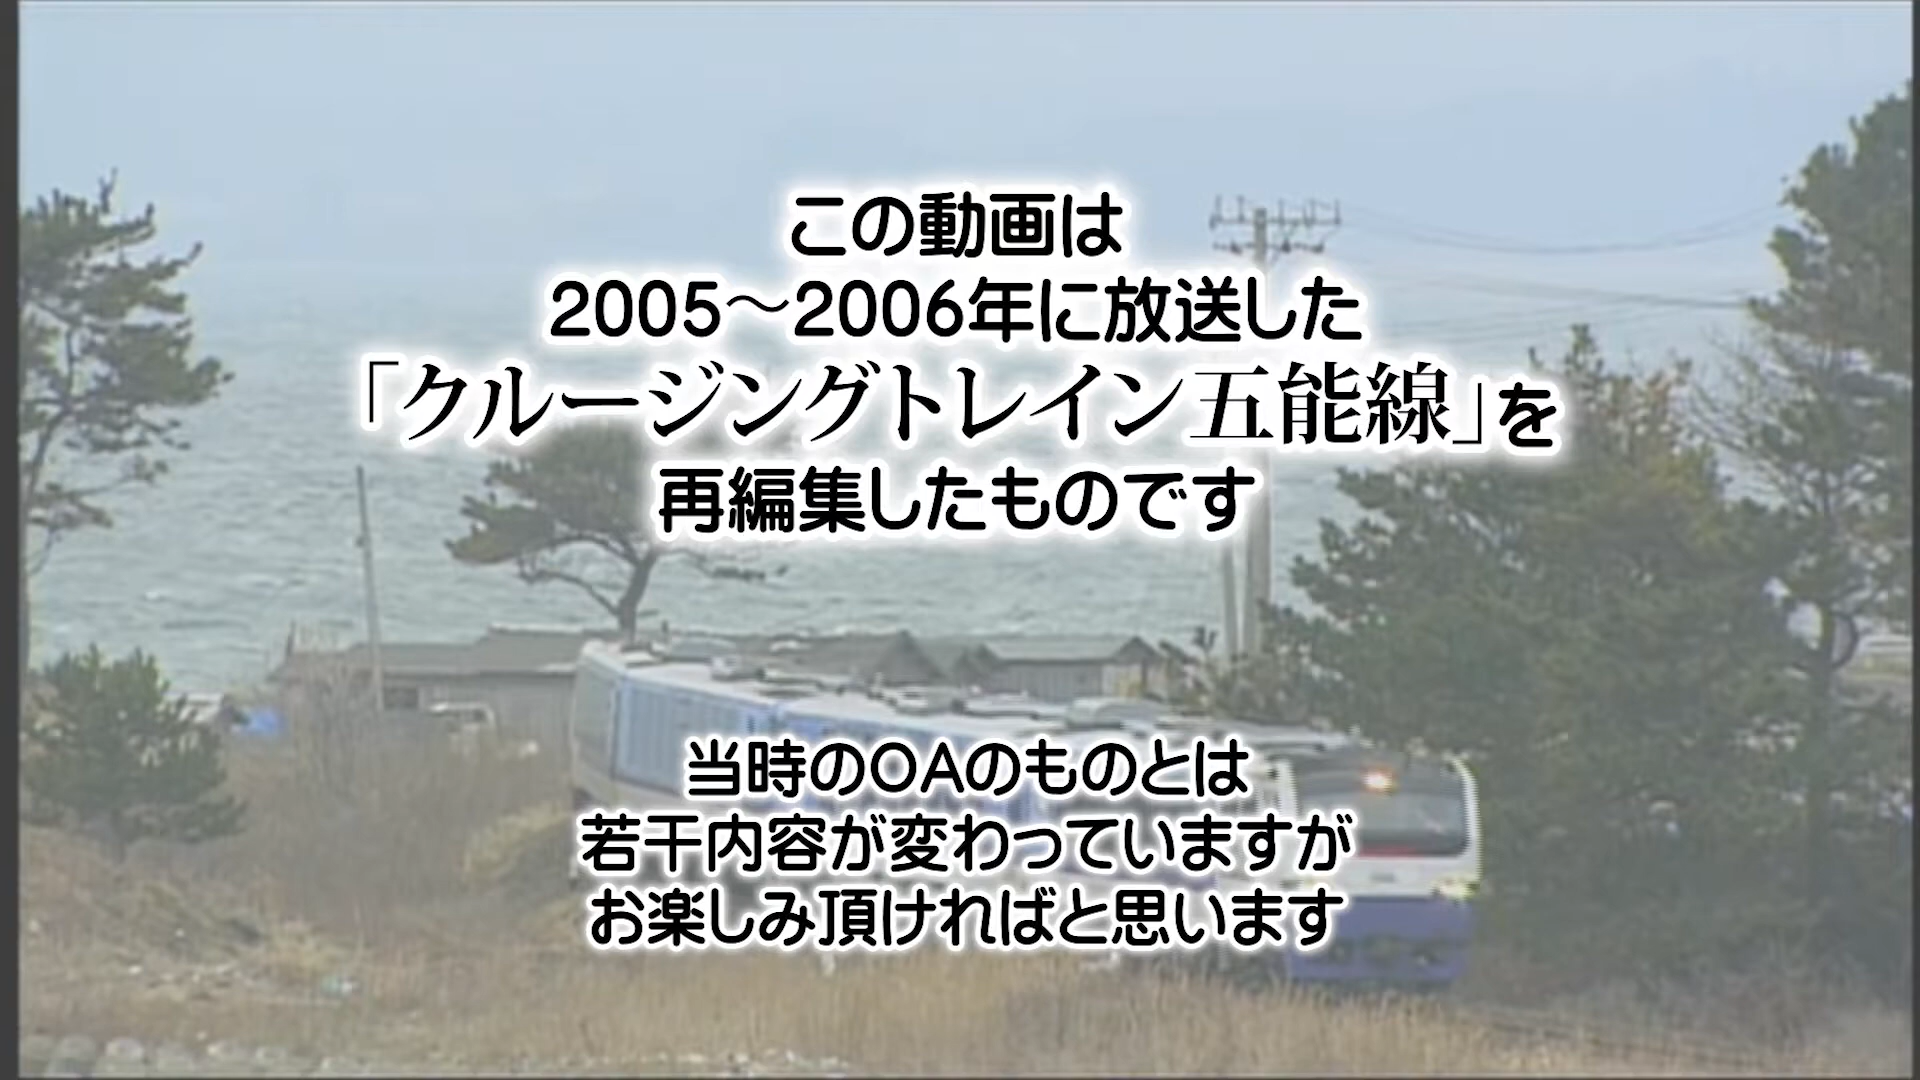 この動画は
2005～2006年に放送した
「クルージングトレイン五能線」を
再編集したものです
当時のOAのものとは
若干内容が変わっていますが
お楽しみ頂ければと思います